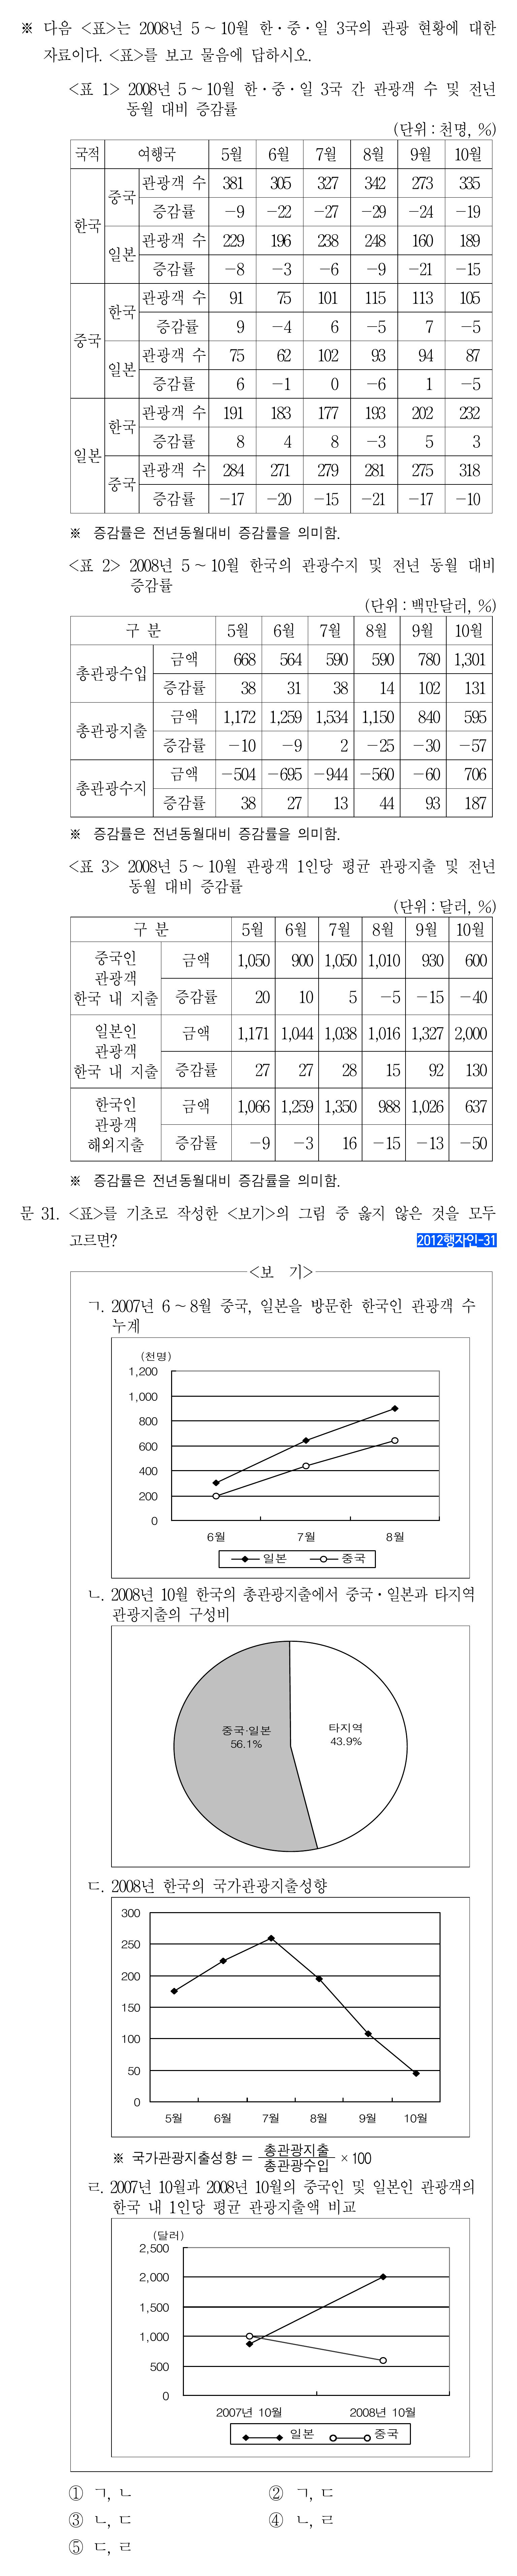 ※ 다음 <표>는 2008년 5 ~ 10월 한·중·일 3국의 관광 현황에 대한
자료이다. <표>를 보고 물음에 답하시오.
<표 1> 2008년 5 ~ 10월 한·중·일 3국 간 관광객 수 및 전년
동월 대비 증감률
(단위 : 천명, %)
국적 여행국 5월 6월 7월 8월 9월 10월
한국 중국 관광객 수 381 305 327 342 273 335
증감률 -9 -22 -27 -29 -24 -19
일본 관광객 수 229 196 238 248 160 189
증감률 -8 -3 -6 -9 -21 -15
중국 한국 관광객 수 91 75 101 115 113 105
증감률 9 -4 6 -5 7 -5
일본 관광객 수 75 62 102 93 94 87
증감률 6 -1 0 -6 1 -5
일본 한국 관광객 수 191 183 177 193 202 232
증감률 8 4 8 -3 5 3
중국 관광객 수 284 271 279 281 275 318
증감률 -17 -20 -15 -21 -17 -10
※ 증감률은 전년동월대비 증감률을 의미함.
<표 2> 2008년 5 ~ 10월 한국의 관광수지 및 전년 동월 대비
증감률
(단위 : 백만달러, %)
구 분 5월 6월 7월 8월 9월 10월
총관광수입 금액 668 564 590 590 780 1,301
증감률 38 31 38 14 102 131
총관광지출 금액 1,172 1,259 1,534 1,150 840 595
증감률 -10 -9 2 -25 -30 -57
총관광수지 금액 -504 -695 -944 -560 -60 706
증감률 38 27 13 44 93 187
※ 증감률은 전년동월대비 증감률을 의미함.
<표 3> 2008년 5 ~ 10월 관광객 1인당 평균 관광지출 및 전년
동월 대비 증감률
(단위 : 달러, %)
구 분 5월 6월 7월 8월 9월 10월
중국인 관광객 한국 내 지출 금액 1,050 900 1,050 1,010 930 600
증감률 20 10 5 -5 -15 -40
일본인 관광객 한국 내 지출 금액 1,171 1,044 1,038 1,016 1,327 2,000
증감률 27 27 28 15 92 130
한국인 관광객 해외지출 금액 1,066 1,259 1,350 988 1,026 637
증감률 -9 -3 16 -15 -13 -50
※ 증감률은 전년동월대비 증감률을 의미함.
문 31. <표>를 기초로 작성한 <보기>의 그림 중 옳지 않은 것을 모두
고르면? 2012행자인-31
<보 기>
ㄱ. 2007년 6 ~ 8월 중국, 일본을 방문한 한국인 관광객 수
누계
(천명)
1,200
1,000
800
600
400
200
0
6월 7월 8월
일본 중국
ㄴ. 2008년 10월 한국의 총관광지출에서 중국·일본과 타지역
관광지출의 구성비
중국·일본 56.1%
타지역 43.9%
ㄷ. 2008년 한국의 국가관광지출성향
300
250
200
150
100
50
0
5월 6월 7월 8월 9월 10월
※ 국가관광지출성향 = 총관광지출 / 총관광수입 × 100
ㄹ. 2007년 10월과 2008년 10월의 중국인 및 일본인 관광객의
한국 내 1인당 평균 관광지출액 비교
(달러)
2,500
2,000
1,500
1,000
500
0
2007년 10월 2008년 10월
일본 중국
① ㄱ, ㄴ ② ㄱ, ㄷ
③ ㄴ, ㄷ ④ ㄴ, ㄹ
⑤ ㄷ, ㄹ